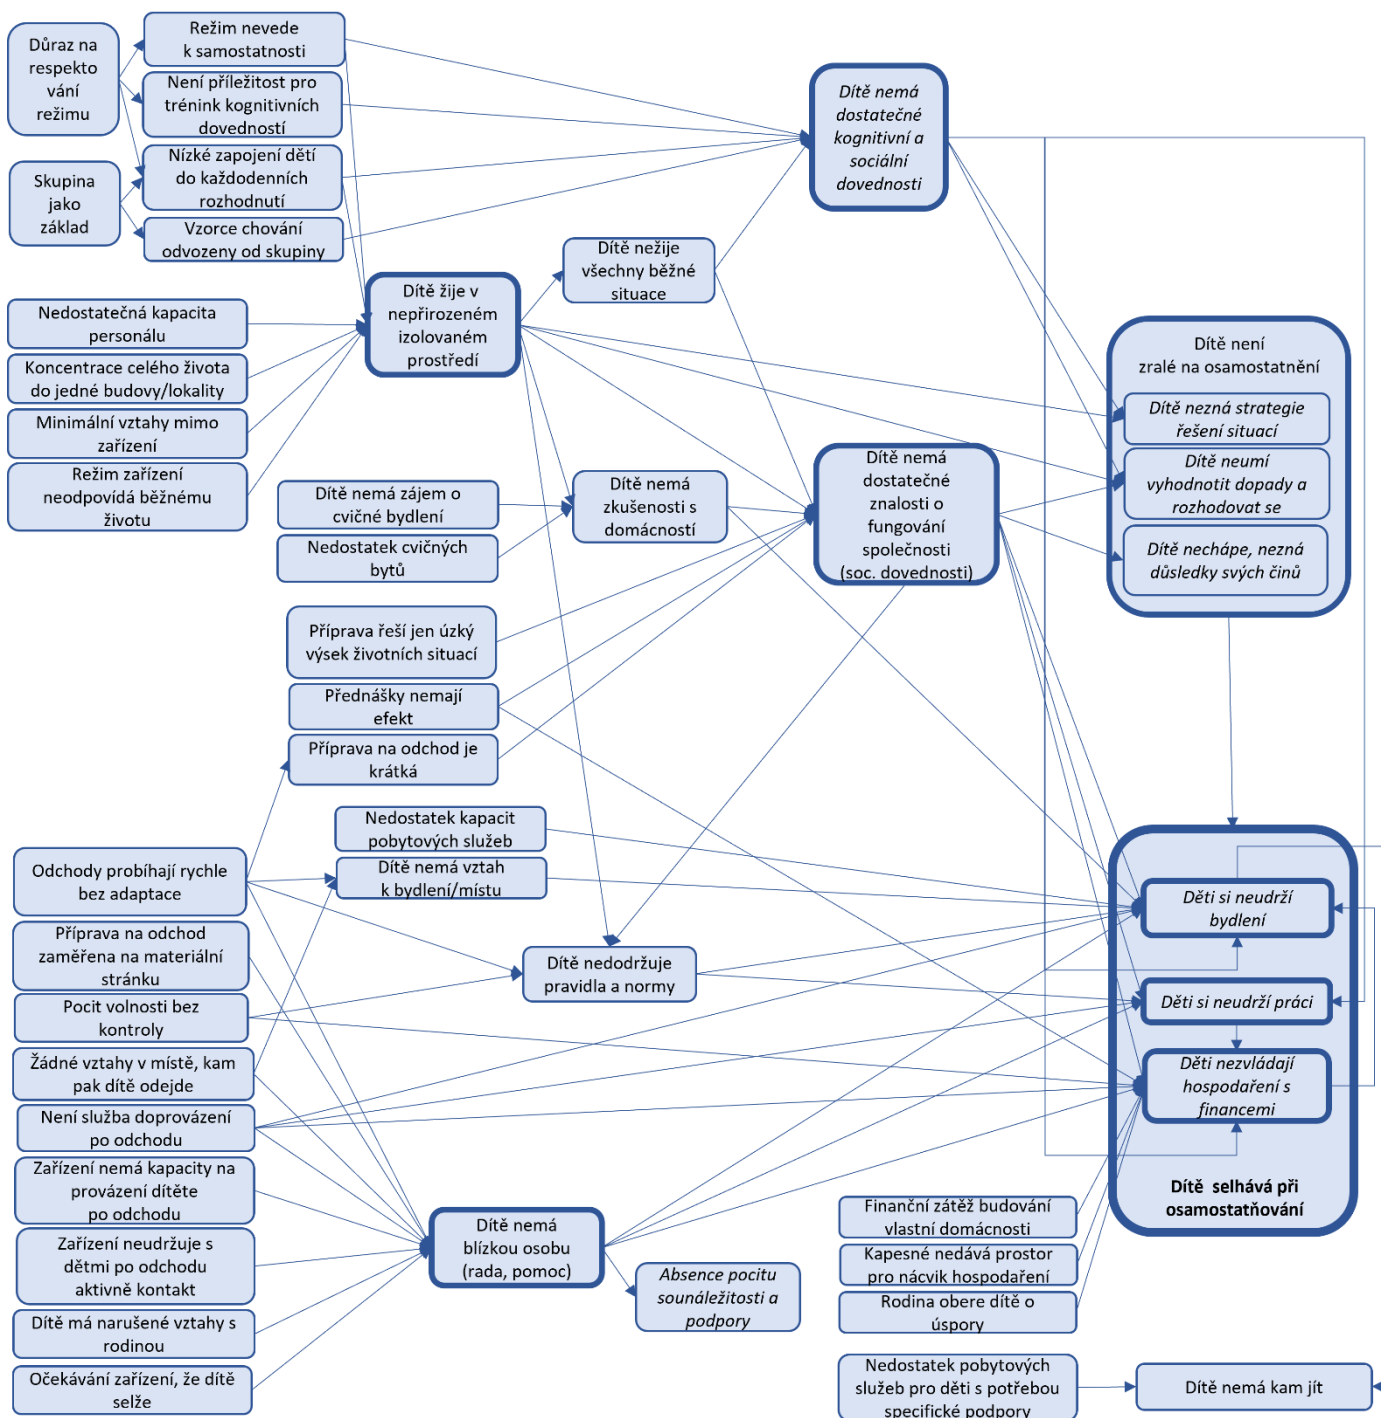 Důraz na
respekto
vání
režimu
Režim nevede
k samostatnosti
Není příležitost pro
trénink kognitivních
dovedností
Skupina
jako
základ
Nízké zapojení dětí
do každodenních
rozhodnutí
Vzorce chování
odvozeny od skupiny
Dítě nemá
dostatečné
kognitivní a
sociální
dovednosti
Dítě nežije
všechny běžné
situace
Dítě žije v
nepřirozeném
izolovaném
prostředí
Nedostatečná kapacita
personálu
Koncentrace celého života
do jedné budovy/lokality
Minimální vztahy mimo
zařízení
Režim zařízení
neodpovídá běžnému
životu
Dítě není
zralé na osamostatnění
Dítě nezná strategie
řešení situací
Dítě neumí
vyhodnotit dopady a
rozhodovat se
Dítě nechápe, nezná
důsledky svých činů
Dítě nemá zájem o
cvičné bydlení
Nedostatek cvičných
bytů
Dítě nemá
zkušenosti s
domácností
Dítě nemá
dostatečné
znalosti o
fungování
společnosti
(soc. dovednosti)
Příprava řeší jen úzký
výsek životních situací
Přednášky nemají
efekt
Příprava na odchod je
krátká
Nedostatek kapacit
pobytových služeb
Dítě nemá vztah
k bydlení/místu
Odchody probíhají rychle
bez adaptace
Příprava na odchod
zaměřena na materiální
stránku
Pocit volnosti bez
kontroly
Žádné vztahy v místě, kam
pak dítě odejde
Není služba doprovázení
po odchodu
Zařízení nemá kapacity na
provázení dítěte
po odchodu
Zařízení neudržuje s
dětmi po odchodu
aktivně kontakt
Dítě má narušené vztahy s
rodinou
Očekávání zařízení, že dítě
selže
Dítě nedodržuje
pravidla a normy
Děti si neudrží
bydlení
Děti si neudrží práci
Děti nezvládají
hospodaření s
financemi
Dítě selhává při
osamostatňování
Dítě nemá
blízkou osobu
(rada, pomoc)
Absence pocitu
sounáležitosti a
podpory
Finanční zátěž budování
vlastní domácnosti
Kapesné nedává prostor
pro nácvik hospodaření
Rodina obere dítě o
úspory
Nedostatek pobytových
služeb pro děti s potřebou
specifické podpory
Dítě nemá kam jít